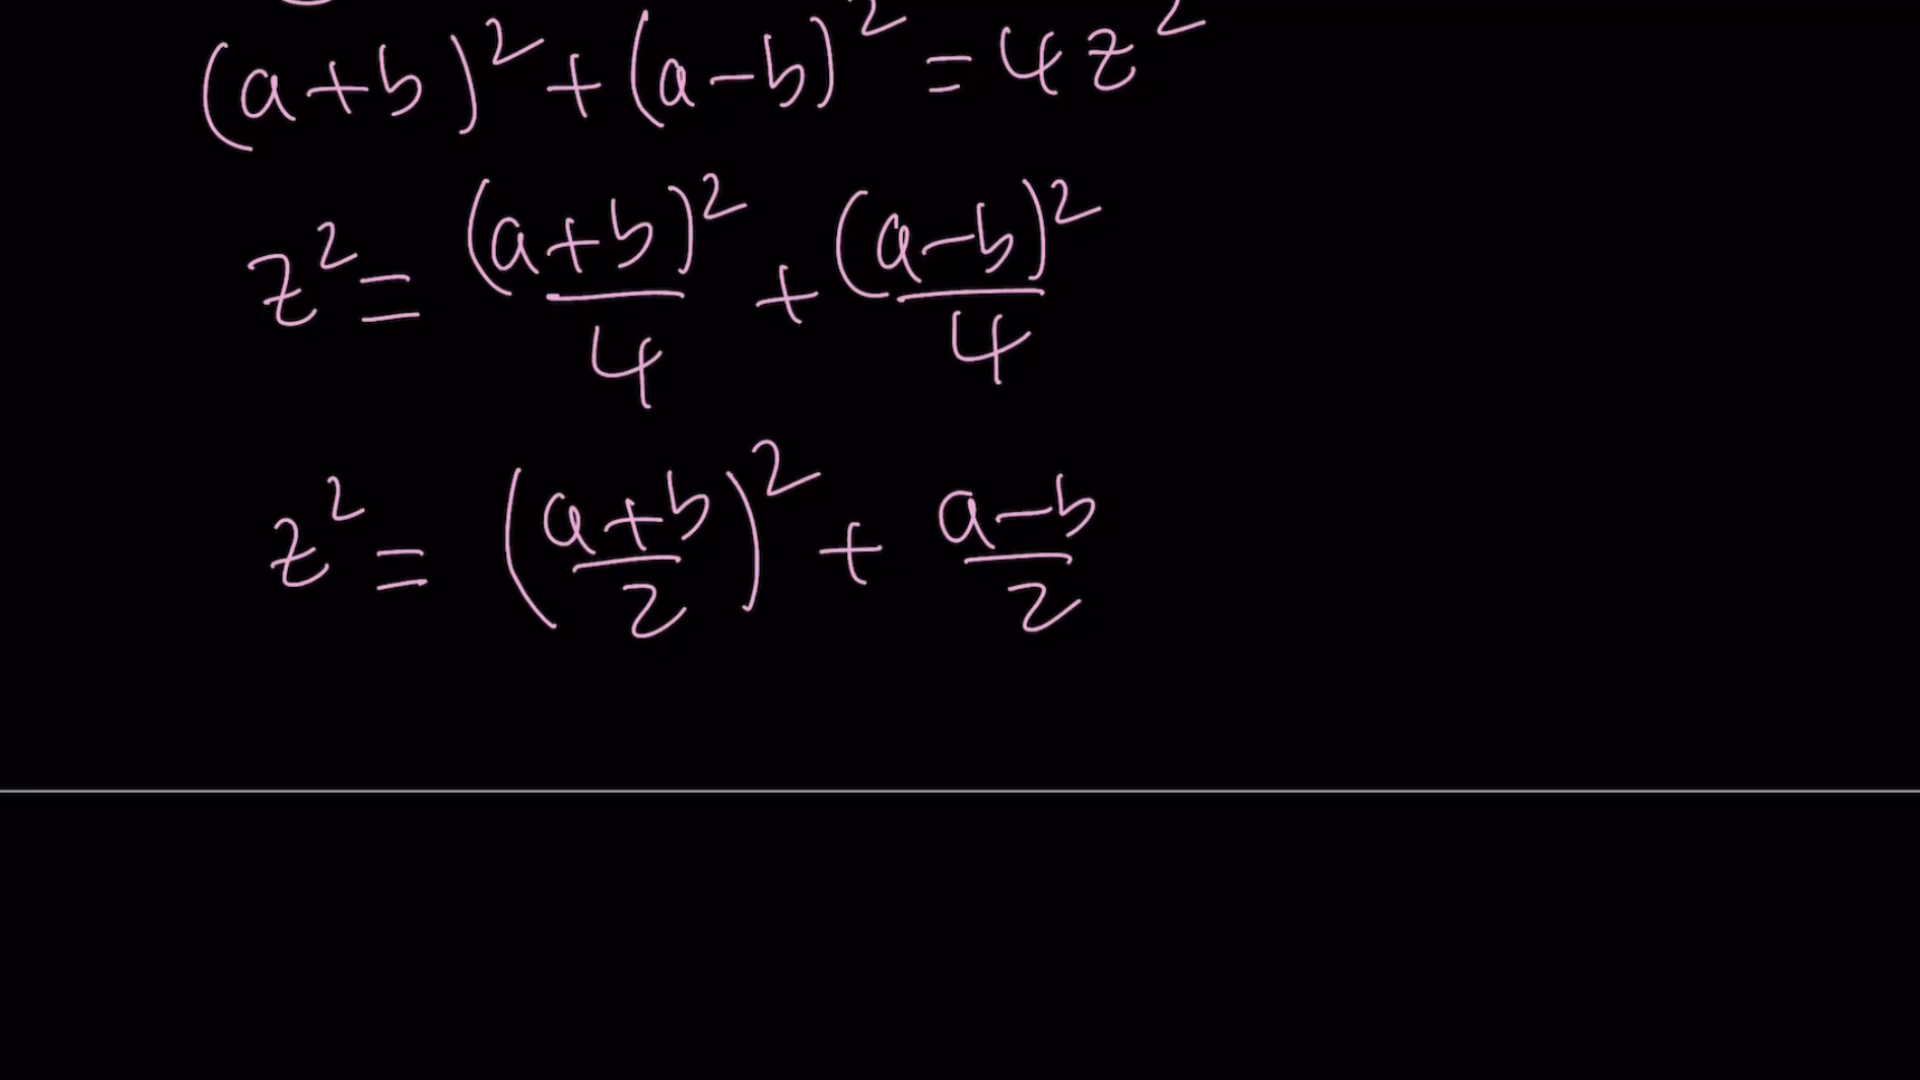 (a+b)² + (a-b)² = 4z²
z² = (a+b)²/4 + (a-b)²/4
z² = ((a+b)/2)² + (a-b)/2